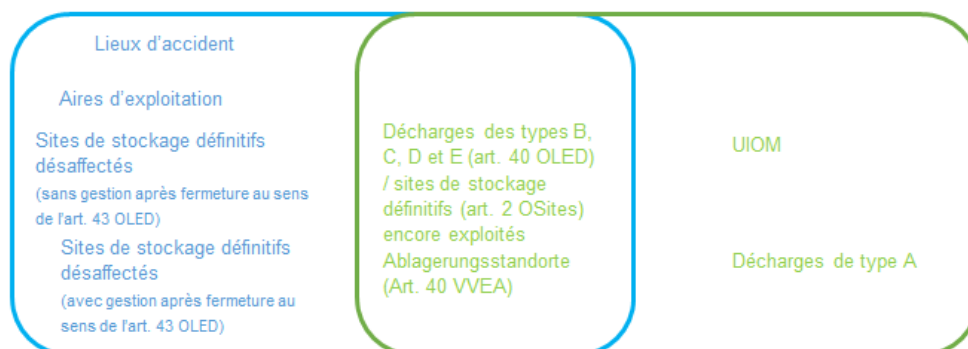 Lieux d'accident
Aires d'exploitation
Sites de stockage définitifs
désaffectés
(sans gestion après fermeture au sens
de l'art. 43 OLED)
Sites de stockage définitifs
désaffectés
(avec gestion après fermeture au
sens de l'art. 43 OLED)
Décharges des types B,
C, D et E (art. 40 OLED)
/ sites de stockage
définitifs (art. 2 OSites)
encore exploités
Ablagerungsstandorte
(Art. 40 VVEA)
UIOM
Décharges de type A